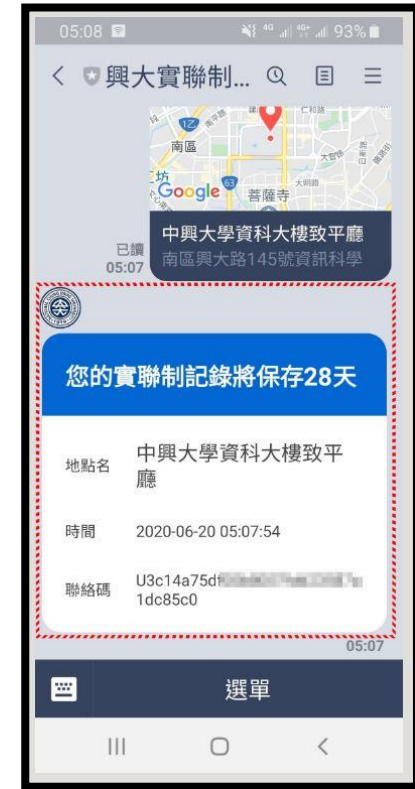 05:08 4G 4G+ 93%
興大實聯制...
12
南區
Google
63
菩薩寺
已讀
05:07
中興大學資科大樓致平廳
南區興大路145號資訊科學
您的實聯制記錄將保存28天
地點名 中興大學資科大樓致平
廳
時間 2020-06-20 05:07:54
聯絡碼 U3c14a75df
1dc85c0
05:07
選單